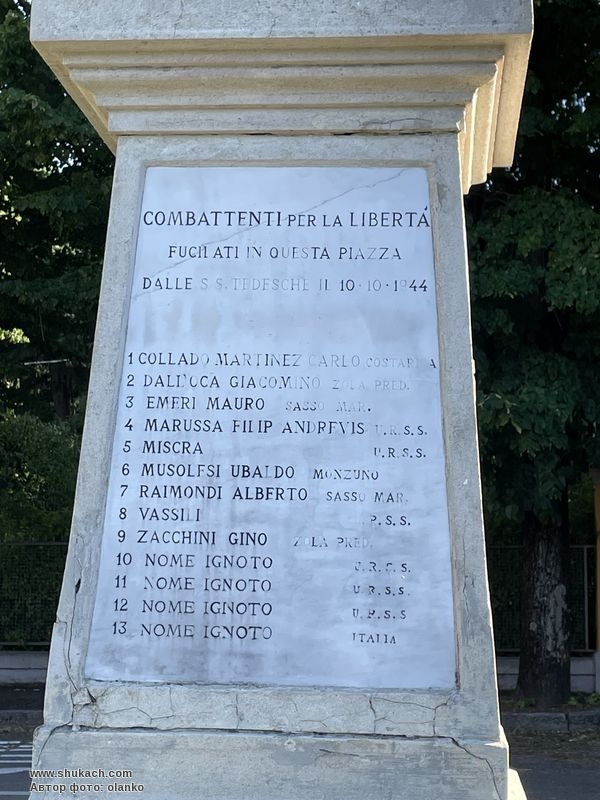 COMBATTENTI PER LA LIBERTÁ
FUCILATI IN QUESTA PIAZZA
DALLE S.S. TEDESCHE IL 10·10·1944
1 COLLADO MARTINEZ CARLO COSTARICA
2 DALL'OCA GIACOMINO ZOLA PRED.
3 EMERI MAURO SASSO MAR.
4 MARUSSA FILIP ANDREVIS U.R.S.S.
5 MISCRA U.R.S.S.
6 MUSOLESI UBALDO MONZUNO
7 RAIMONDI ALBERTO SASSO MAR.
8 VASSILI R.S.S.
9 ZACCHINI GINO ZOLA PRED.
10 NOME IGNOTO U.R.S.S.
11 NOME IGNOTO U.R.S.S.
12 NOME IGNOTO U.R.S.S
13 NOME IGNOTO ITALIA
www.shukach.com
Автор фото: olanko